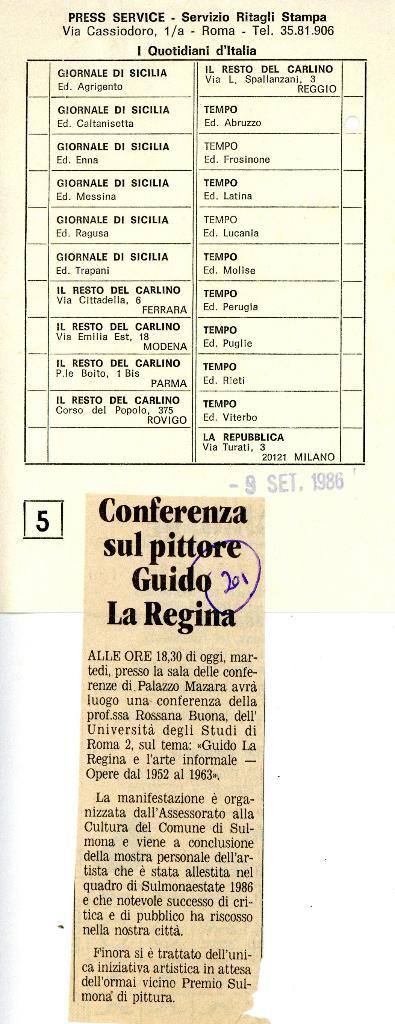 PRESS SERVICE - Servizio Ritagli Stampa
Via Cassiodoro, 1/a - Roma - Tel. 35.81.906
I Quotidiani d'Italia
GIORNALE DI SICILIA
Ed. Agrigento
GIORNALE DI SICILIA
Ed. Caltanisetta
GIORNALE DI SICILIA
Ed. Enna
GIORNALE DI SICILIA
Ed. Messina
GIORNALE DI SICILIA
Ed. Ragusa
GIORNALE DI SICILIA
Ed. Trapani
IL RESTO DEL CARLINO
Via Cittadella, 6
FERRARA
IL RESTO DEL CARLINO
Via Emilia Est, 18
MODENA
IL RESTO DEL CARLINO
P.le Boito, 1 Bis
PARMA
IL RESTO DEL CARLINO
Corso del Popolo, 375
ROVIGO
IL RESTO DEL CARLINO
Via L. Spallanzani, 3
REGGIO
TEMPO
Ed. Abruzzo
TEMPO
Ed. Frosinone
TEMPO
Ed. Latina
TEMPO
Ed. Lucania
TEMPO
Ed. Molise
TEMPO
Ed. Perugia
TEMPO
Ed. Puglie
TEMPO
Ed. Rieti
TEMPO
Ed. Viterbo
LA REPUBBLICA
Via Turati, 3
20121 MILANO
- 9 SET. 1986
5
Conferenza
sul pittore
Guido
La Regina
201
ALLE ORE 18,30 di oggi, mar-
tedì, presso la sala delle confe-
renze di Palazzo Mazara avrà
luogo una conferenza della
prof.ssa Rossana Buona, dell'
Università degli Studi di
Roma 2, sul tema: «Guido La
Regina e l'arte informale —
Opere dal 1952 al 1963».
La manifestazione è orga-
nizzata dall'Assessorato alla
Cultura del Comune di Sul-
mona e viene a conclusione
della mostra personale dell'ar-
tista che è stata allestita nel
quadro di Sulmonaestate 1986
e che notevole successo di cri-
tica e di pubblico ha riscosso
nella nostra città.
Finora si è trattato dell'uni-
ca iniziativa artistica in attesa
dell'ormai vicino Premio Sul-
mona di pittura.